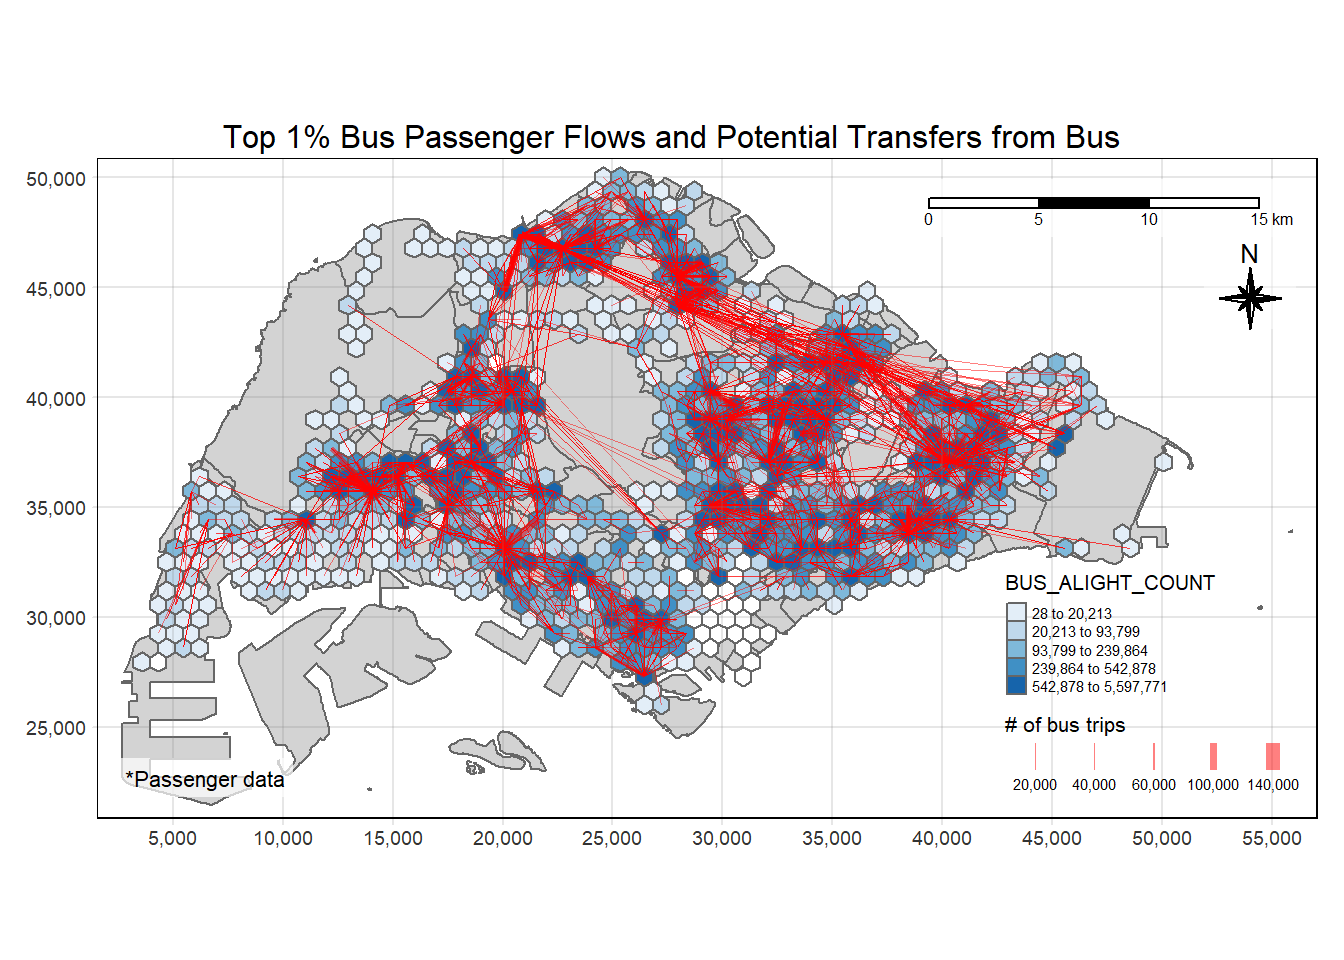 Top 1% Bus Passenger Flows and Potential Transfers from Bus
50,000
45,000
40,000
35,000
30,000
25,000
0 5 10 15 km
N
BUS_ALIGHT_COUNT
28 to 20,213
20,213 to 93,799
93,799 to 239,864
239,864 to 542,878
542,878 to 5,597,771
# of bus trips
20,000 40,000 60,000 100,000 140,000
*Passenger data
5,000 10,000 15,000 20,000 25,000 30,000 35,000 40,000 45,000 50,000 55,000